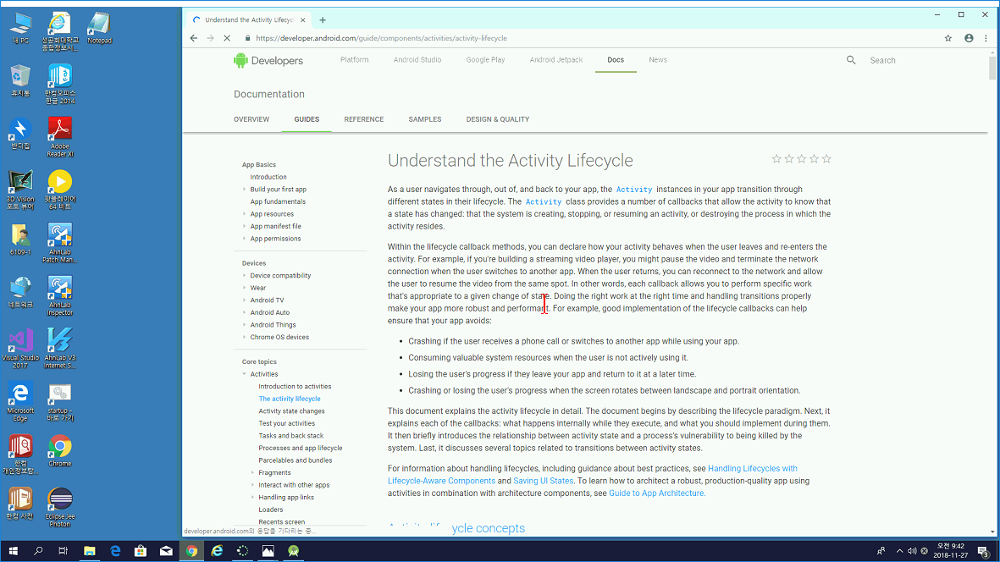 내 PC
성공회대학교
종합정보시...
Notepad
휴지통
한컴오피스
한글 2014
반디집
Adobe
Reader XI
3D Vision
포토 뷰어
팟플레이어
64 비트
6109-1
AhnLab
Patch Man...
네트워크
AhnLab
Inspector
Visual Studio
2017
AhnLab V3
Internet S...
Microsoft
Edge
startup -
바로 가기
한컴
개인정보탐...
Chrome
한컴 사전
Eclipse Jee
Photon
Understand the Activity Lifecyc
https://developer.android.com/guide/components/activities/activity-lifecycle
Developers
Platform
Android Studio
Google Play
Android Jetpack
Docs
News
Search
Documentation
OVERVIEW
GUIDES
REFERENCE
SAMPLES
DESIGN & QUALITY
App Basics
Introduction
Build your first app
App fundamentals
App resources
App manifest file
App permissions
Devices
Device compatibility
Wear
Android TV
Android Auto
Android Things
Chrome OS devices
Core topics
Activities
Introduction to activities
The activity lifecycle
Activity state changes
Test your activities
Tasks and back stack
Processes and app lifecycle
Parcelables and bundles
Fragments
Interact with other apps
Handling app links
Loaders
Recents screen
developer.android.com의 응답을 기다리는 중...
Understand the Activity Lifecycle
As a user navigates through, out of, and back to your app, the Activity instances in your app transition through
different states in their lifecycle. The Activity class provides a number of callbacks that allow the activity to know that
a state has changed: that the system is creating, stopping, or resuming an activity, or destroying the process in which the
activity resides.
Within the lifecycle callback methods, you can declare how your activity behaves when the user leaves and re-enters the
activity. For example, if you're building a streaming video player, you might pause the video and terminate the network
connection when the user switches to another app. When the user returns, you can reconnect to the network and allow
the user to resume the video from the same spot. In other words, each callback allows you to perform specific work
that's appropriate to a given change of state. Doing the right work at the right time and handling transitions properly
make your app more robust and performant. For example, good implementation of the lifecycle callbacks can help
ensure that your app avoids:
• Crashing if the user receives a phone call or switches to another app while using your app.
• Consuming valuable system resources when the user is not actively using it.
• Losing the user's progress if they leave your app and return to it at a later time.
• Crashing or losing the user's progress when the screen rotates between landscape and portrait orientation.
This document explains the activity lifecycle in detail. The document begins by describing the lifecycle paradigm. Next, it
explains each of the callbacks: what happens internally while they execute, and what you should implement during them.
It then briefly introduces the relationship between activity state and a process's vulnerability to being killed by the
system. Last, it discusses several topics related to transitions between activity states.
For information about handling lifecycles, including guidance about best practices, see Handling Lifecycles with
Lifecycle-Aware Components and Saving UI States. To learn how to architect a robust, production-quality app using
activities in combination with architecture components, see Guide to App Architecture.
Activity lifecycle concepts
오전 9:42
2018-11-27
3